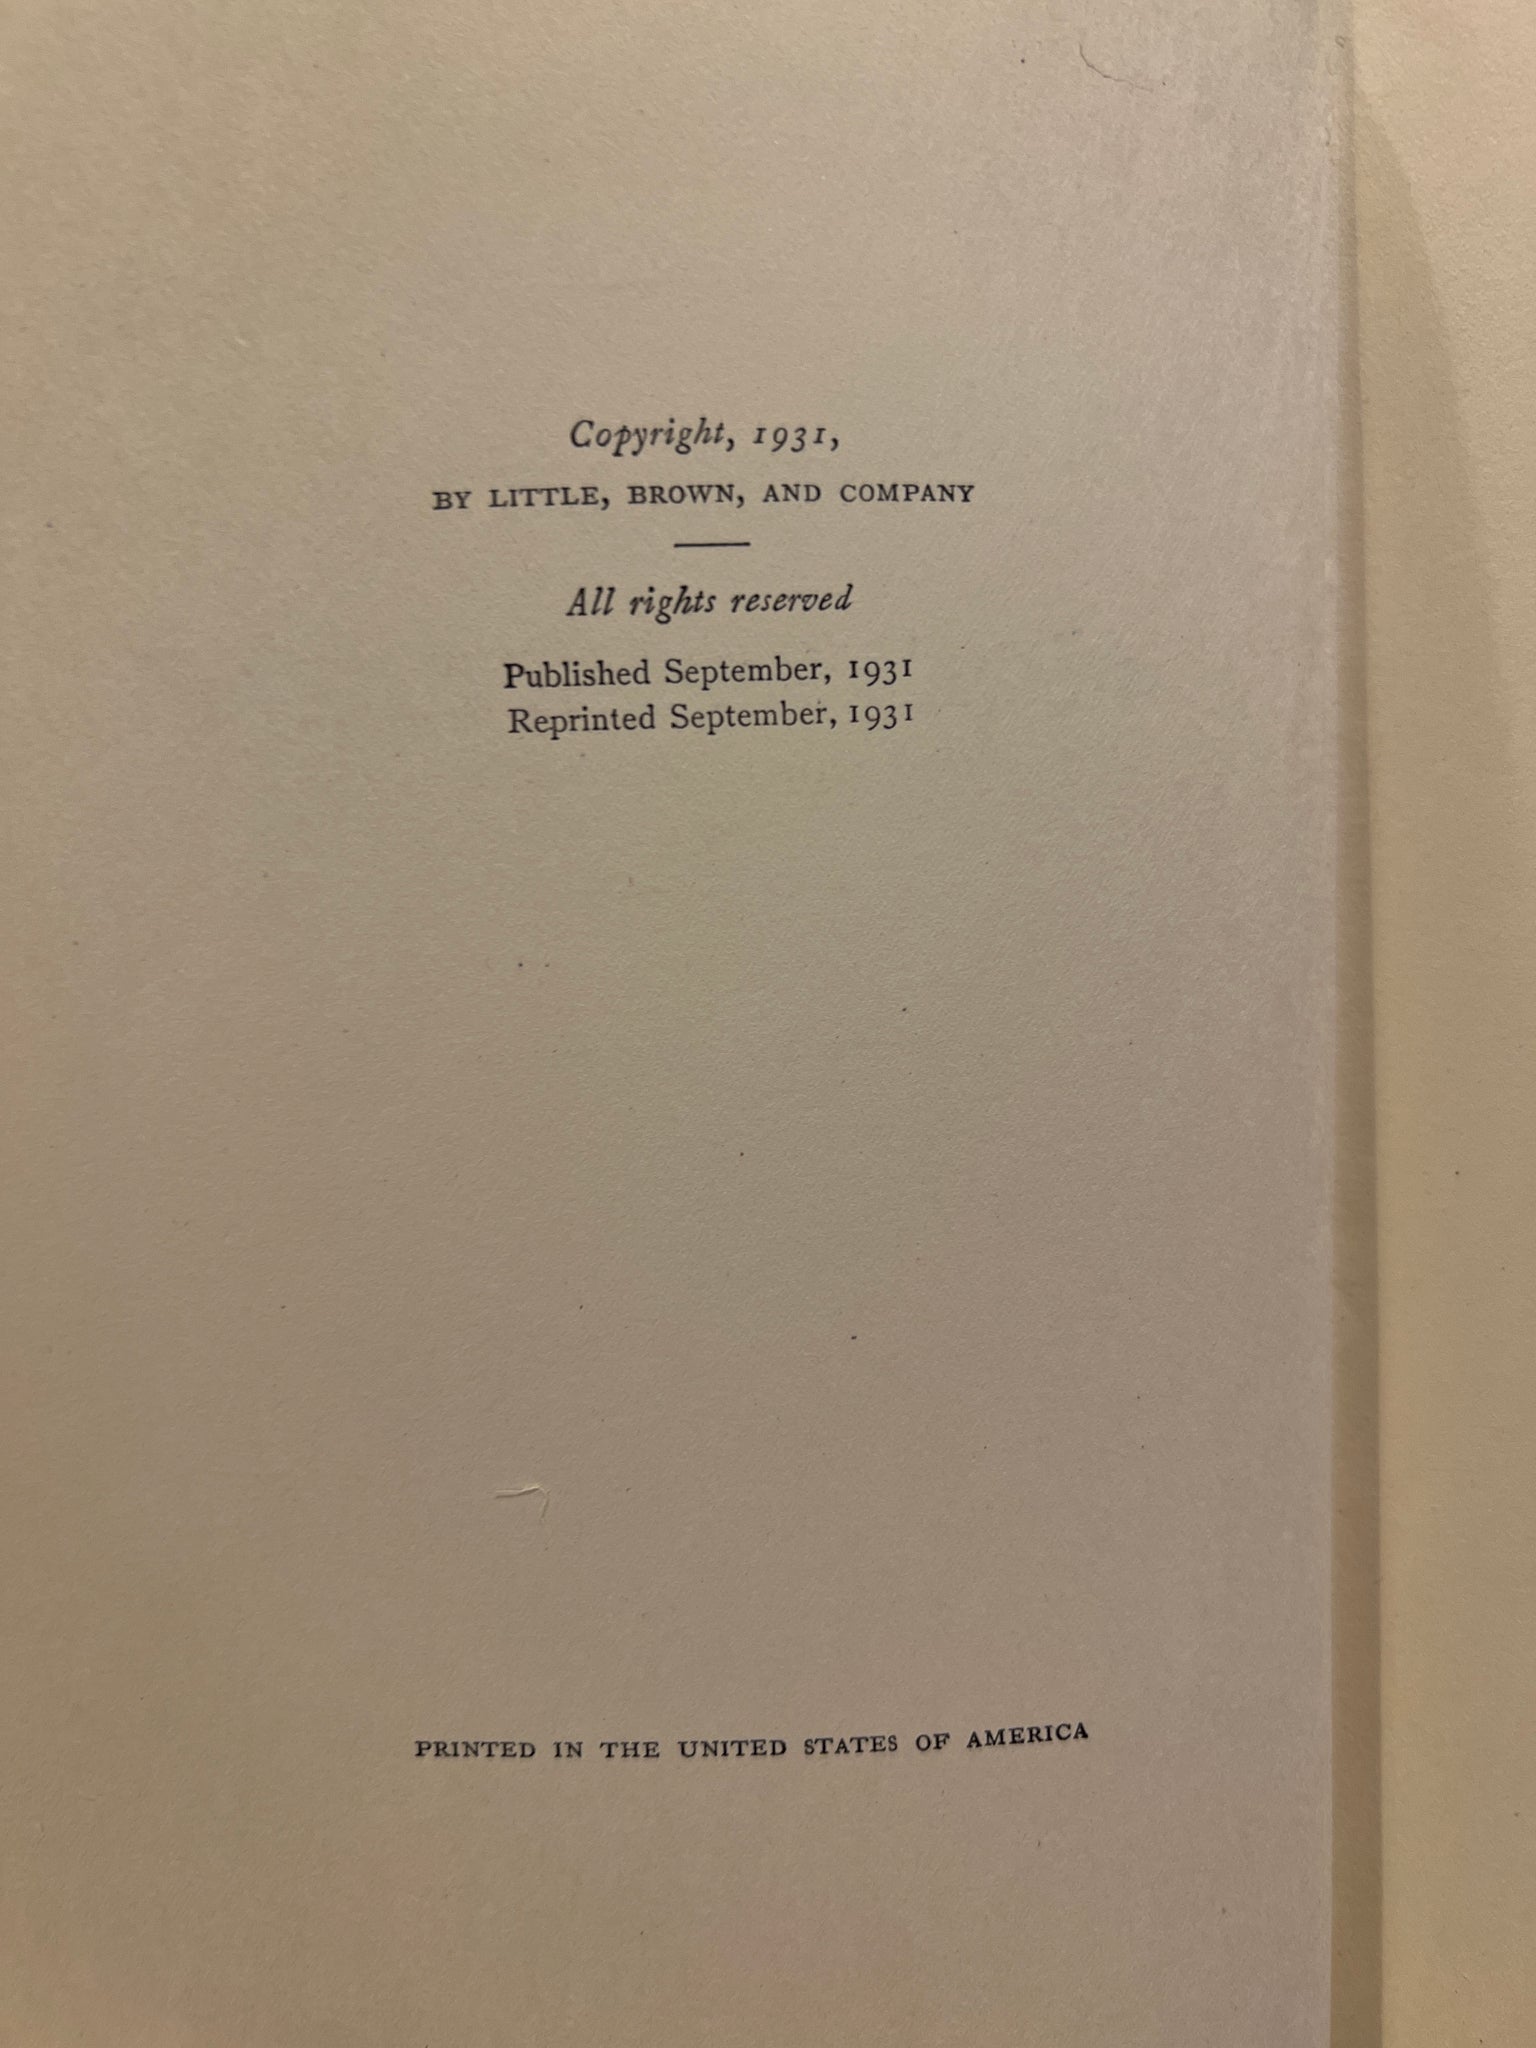 Copyright, 1931,
BY LITTLE, BROWN, AND COMPANY
All rights reserved
Published September, 1931
Reprinted September, 1931
PRINTED IN THE UNITED STATES OF AMERICA